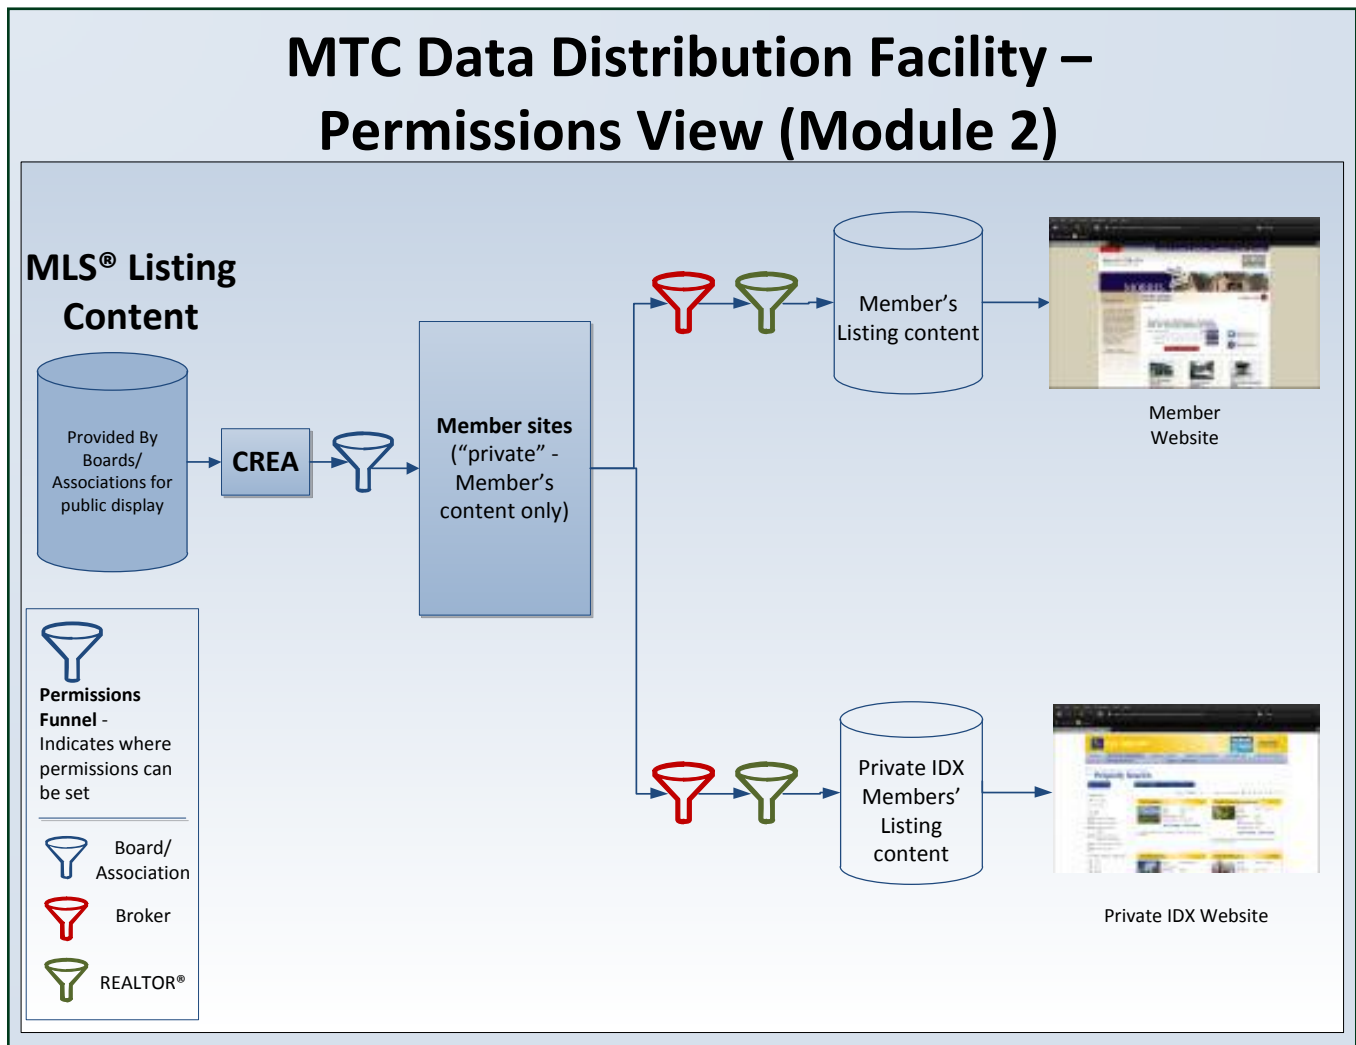 MTC Data Distribution Facility –
Permissions View (Module 2)
MLS® Listing
Content
Provided By
Boards/
Associations for
public display
CREA
Member sites
(“private” -
Member’s
content only)
Member’s
Listing content
Member
Website
Private IDX
Members’
Listing
content
Property Search
Private IDX Website
Permissions
Funnel -
Indicates where
permissions can
be set
Board/
Association
Broker
REALTOR®